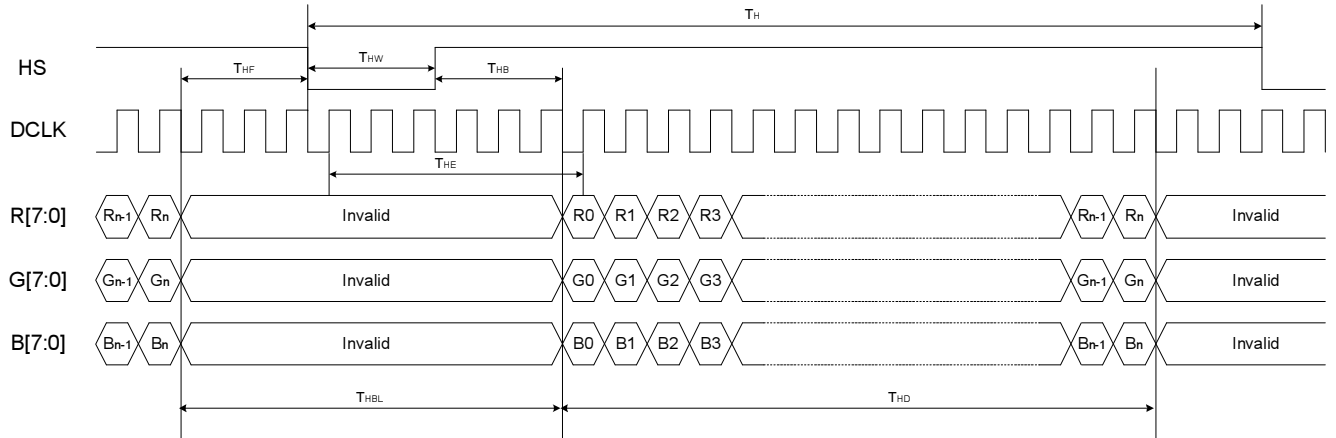 TH
HS
THF
THW
THB
DCLK
THE
R[7:0]
Rn-1 Rn Invalid R0 R1 R2 R3 Rn-1 Rn Invalid
G[7:0]
Gn-1 Gn Invalid G0 G1 G2 G3 Gn-1 Gn Invalid
B[7:0]
Bn-1 Bn Invalid B0 B1 B2 B3 Bn-1 Bn Invalid
THBL
THD